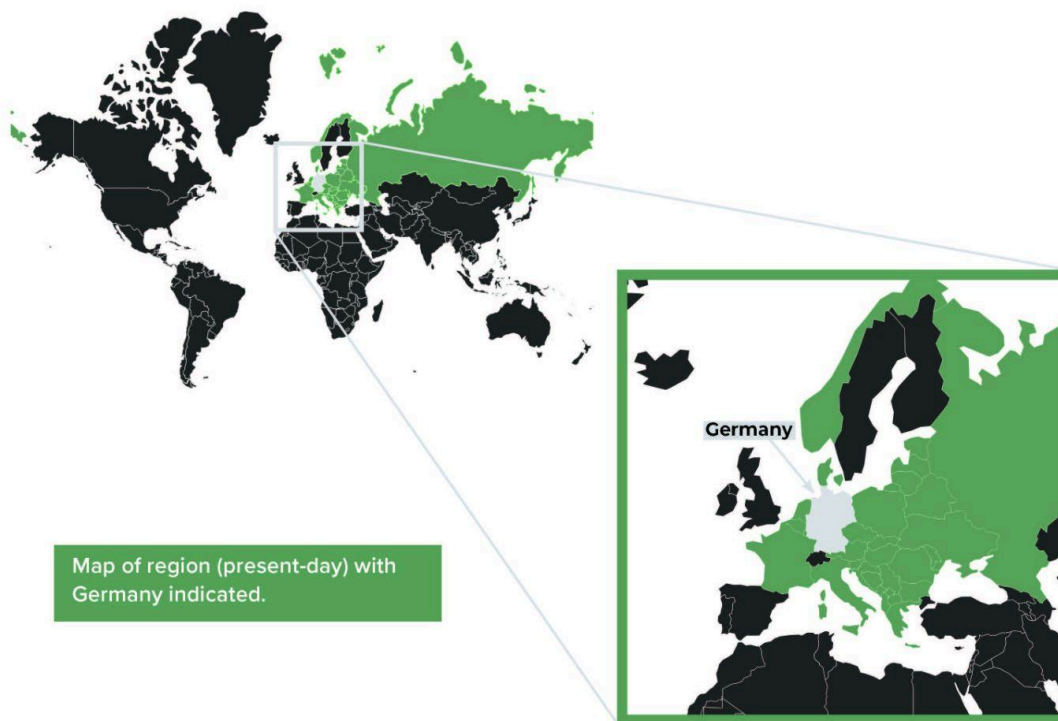 Germany
Map of region (present-day) with
Germany indicated.